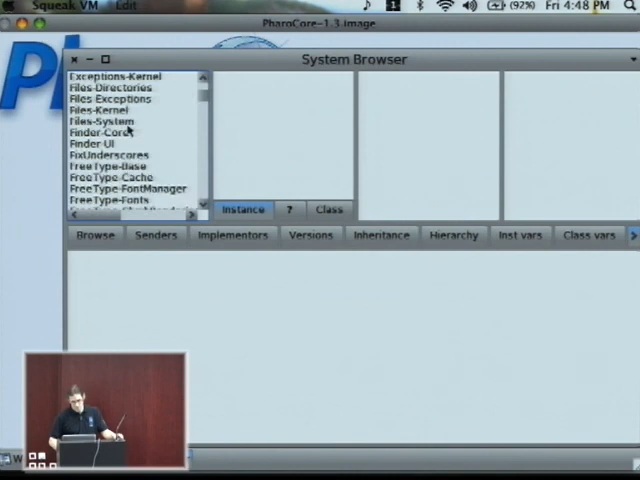 Squeak VM Edit 1 (92%) Fri 4:48 PM
PharoCore-1.3 image
System Browser
Exceptions-Kernel
Files-Directories
Files-Exceptions
Files-Kernel
Files-System
Finder-Core
Finder-UI
FixUnderscores
FreeType-Base
FreeType-Cache
FreeType-FontManager
FreeType-Fonts
Instance ? Class
Browse Senders Implementors Versions Inheritance Hierarchy Inst vars Class vars